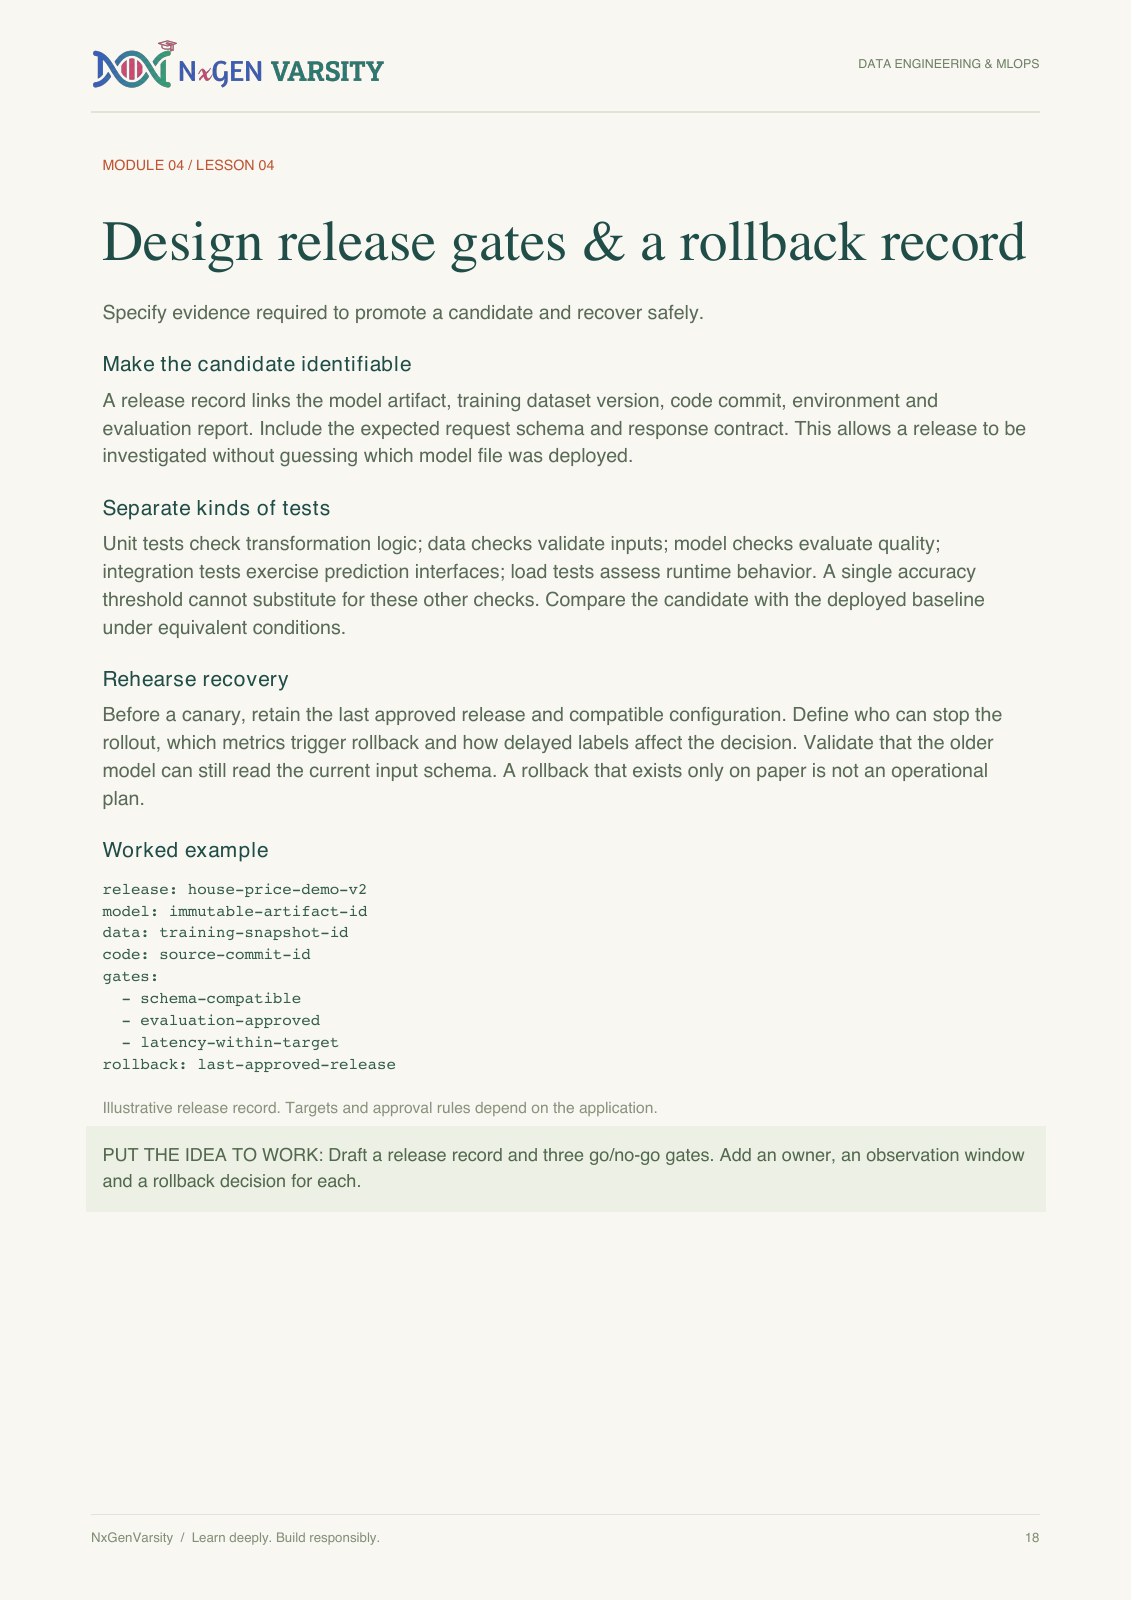 NxGEN VARSITY
DATA ENGINEERING & MLOPS
MODULE 04 / LESSON 04
Design release gates & a rollback record
Specify evidence required to promote a candidate and recover safely.
Make the candidate identifiable
A release record links the model artifact, training dataset version, code commit, environment and
evaluation report. Include the expected request schema and response contract. This allows a release to be
investigated without guessing which model file was deployed.
Separate kinds of tests
Unit tests check transformation logic; data checks validate inputs; model checks evaluate quality;
integration tests exercise prediction interfaces; load tests assess runtime behavior. A single accuracy
threshold cannot substitute for these other checks. Compare the candidate with the deployed baseline
under equivalent conditions.
Rehearse recovery
Before a canary, retain the last approved release and compatible configuration. Define who can stop the
rollout, which metrics trigger rollback and how delayed labels affect the decision. Validate that the older
model can still read the current input schema. A rollback that exists only on paper is not an operational
plan.
Worked example
release: house-price-demo-v2
model: immutable-artifact-id
data: training-snapshot-id
code: source-commit-id
gates:
  - schema-compatible
  - evaluation-approved
  - latency-within-target
rollback: last-approved-release
Illustrative release record. Targets and approval rules depend on the application.
PUT THE IDEA TO WORK: Draft a release record and three go/no-go gates. Add an owner, an observation window
and a rollback decision for each.
NxGenVarsity / Learn deeply. Build responsibly.
18